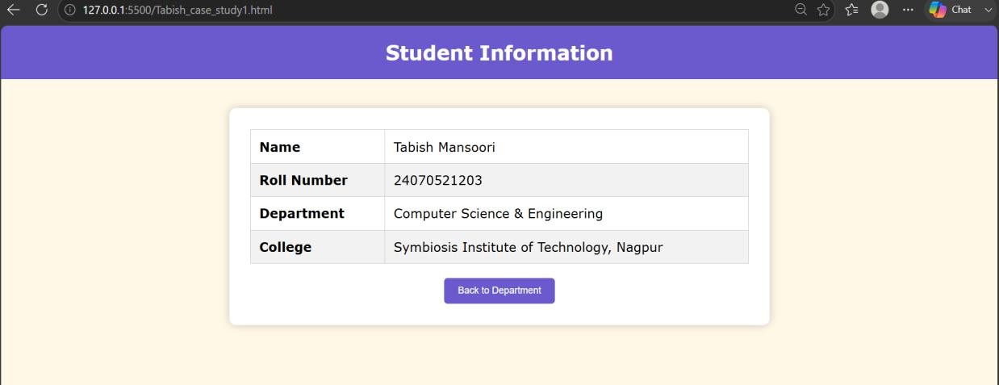 127.0.0.1:5500/Tabish_case_study1.html
Chat
Student Information
Name Tabish Mansoori
Roll Number 24070521203
Department Computer Science & Engineering
College Symbiosis Institute of Technology, Nagpur
Back to Department